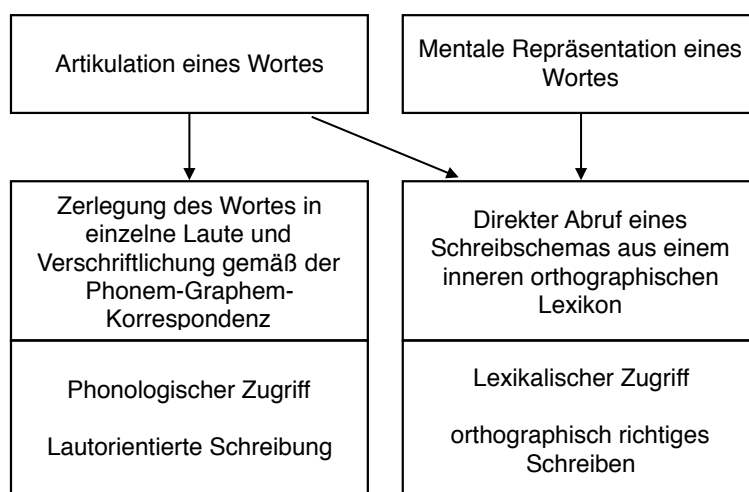 Artikulation eines Wortes
Mentale Repräsentation eines
Wortes
Zerlegung des Wortes in
einzelne Laute und
Verschriftlichung gemäß der
Phonem-Graphem-
Korrespondenz
Direkter Abruf eines
Schreibschemas aus einem
inneren orthographischen
Lexikon
Phonologischer Zugriff
Lautorientierte Schreibung
Lexikalischer Zugriff
orthographisch richtiges
Schreiben